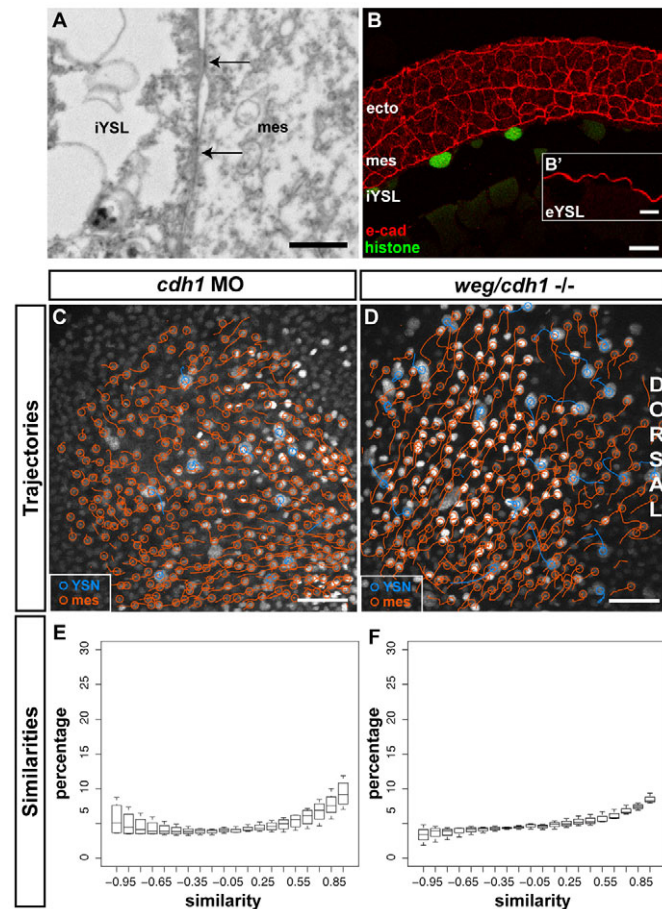 A
iYSL
mes
B
ecto
mes
iYSL
e-cad
histone
B'
eYSL
cdh1 MO
weg/cdh1 -/-
Trajectories
C
YSN
mes
D
DORSAL
YSN
mes
Similarities
E
percentage
30
25
20
15
10
5
0
-0.95 -0.65 -0.35 -0.05 0.25 0.55 0.85
similarity
F
percentage
30
25
20
15
10
5
0
-0.95 -0.65 -0.35 -0.05 0.25 0.55 0.85
similarity